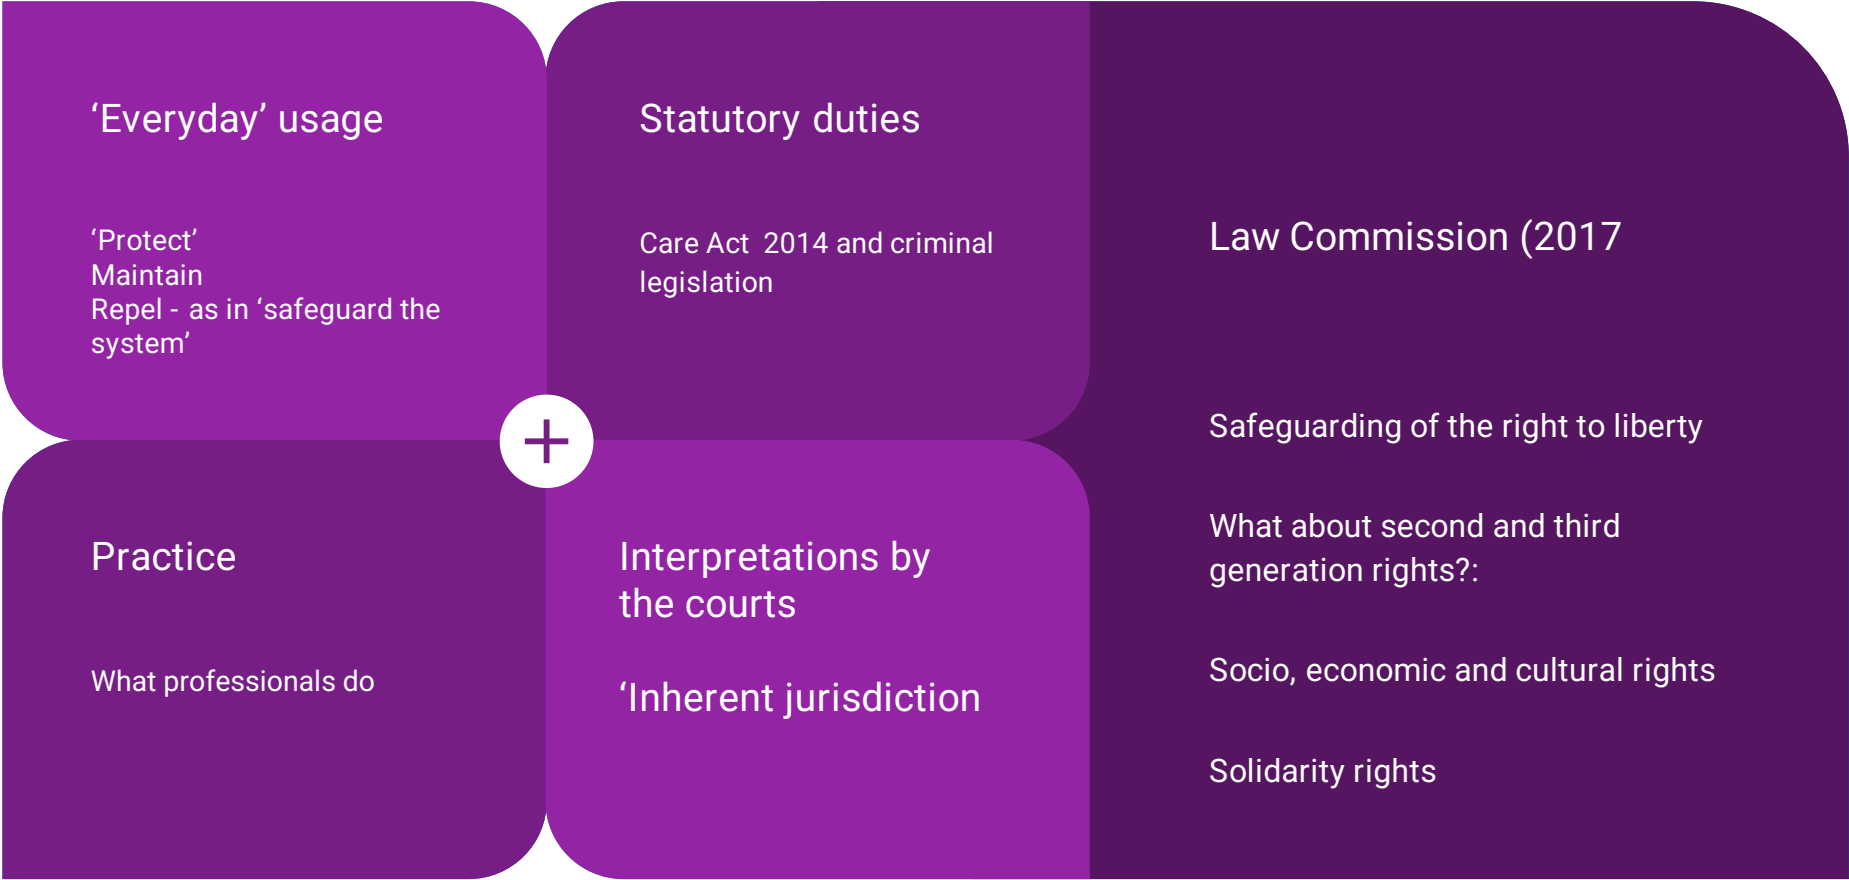 ‘Everyday’ usage
‘Protect’
Maintain
Repel - as in ‘safeguard the
system’
Statutory duties
Care Act  2014 and criminal
legislation
Practice
What professionals do
Interpretations by
the courts
‘Inherent jurisdiction
Law Commission (2017
Safeguarding of the right to liberty
What about second and third
generation rights?:
Socio, economic and cultural rights
Solidarity rights